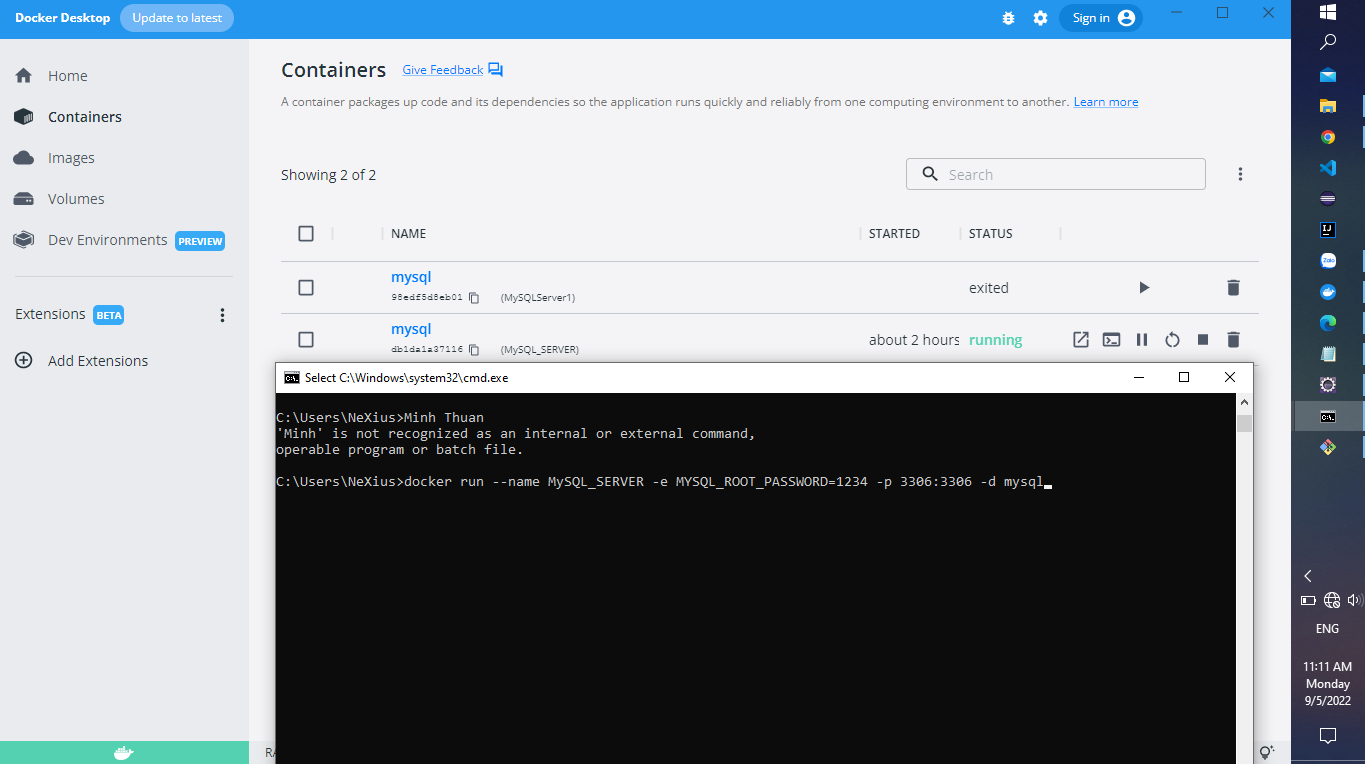 Docker Desktop Update to latest Sign in
Home
Containers
Images
Volumes
Dev Environments PREVIEW
Extensions BETA
Add Extensions
Containers Give Feedback
A container packages up code and its dependencies so the application runs quickly and reliably from one computing environment to another. Learn more
Showing 2 of 2 Search
NAME STARTED STATUS
mysql
98edf5d8eb01 (MySQLServer1) exited
mysql
db1da1a37116 (MySQL_SERVER) about 2 hours running
Select C:\Windows\system32\cmd.exe
C:\Users\NeXius>Minh Thuan
'Minh' is not recognized as an internal or external command,
operable program or batch file.
C:\Users\NeXius>docker run --name MySQL_SERVER -e MYSQL_ROOT_PASSWORD=1234 -p 3306:3306 -d mysql
RA
IJ
Zalo
ENG
11:11 AM
Monday
9/5/2022